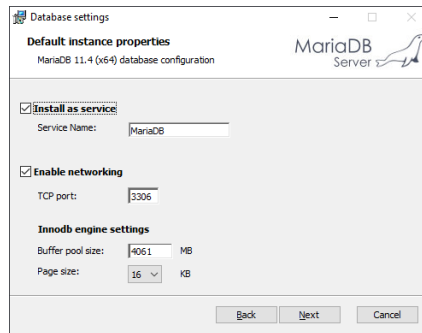 Database settings
Default instance properties
MariaDB 11.4 (x64) database configuration
MariaDB
Server
Install as service
Service Name: MariaDB
Enable networking
TCP port: 3306
Innodb engine settings
Buffer pool size: 4061 MB
Page size: 16 KB
Back Next Cancel